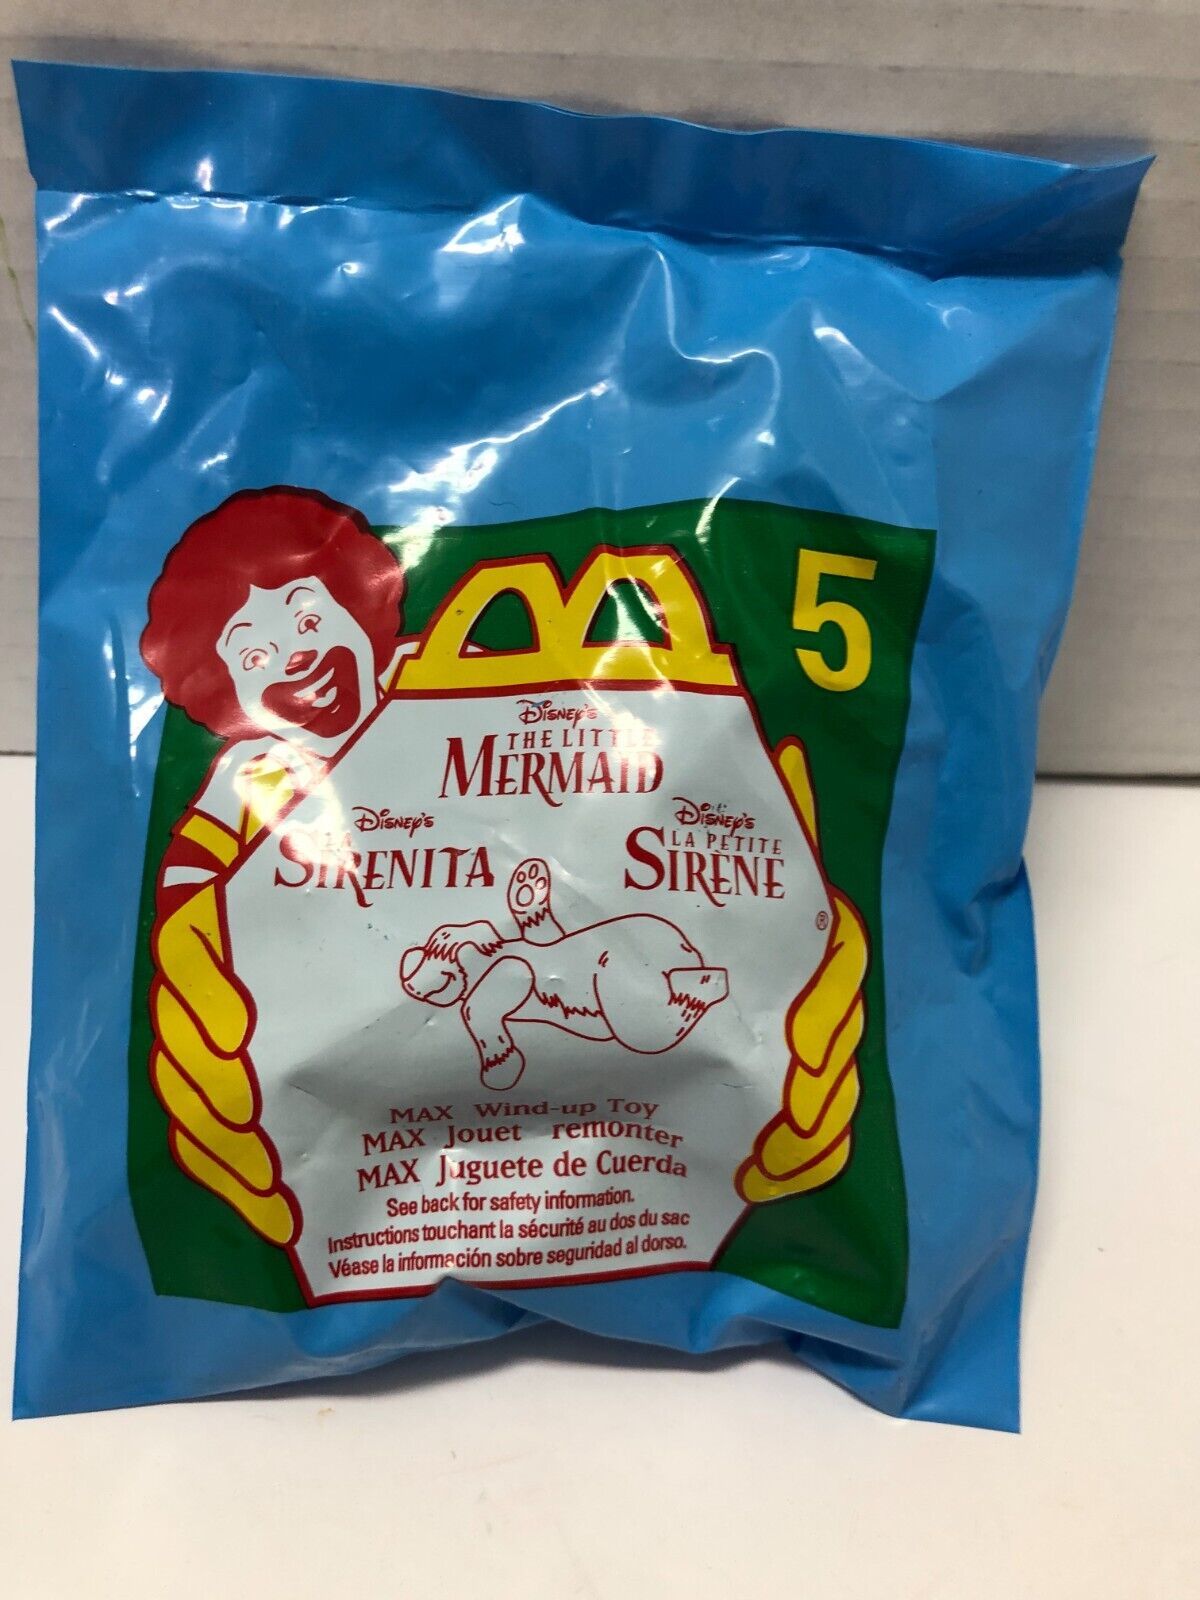 5
Disney's
THE LITTLE
MERMAID
Disney's
LA
SIRENITA
Disney's
LA PETITE
SIRÈNE
®
MAX Wind-up Toy
MAX Jouet remonter
MAX Juguete de Cuerda
See back for safety information.
Instructions touchant la sécurité au dos du sac
Véase la información sobre seguridad al dorso.